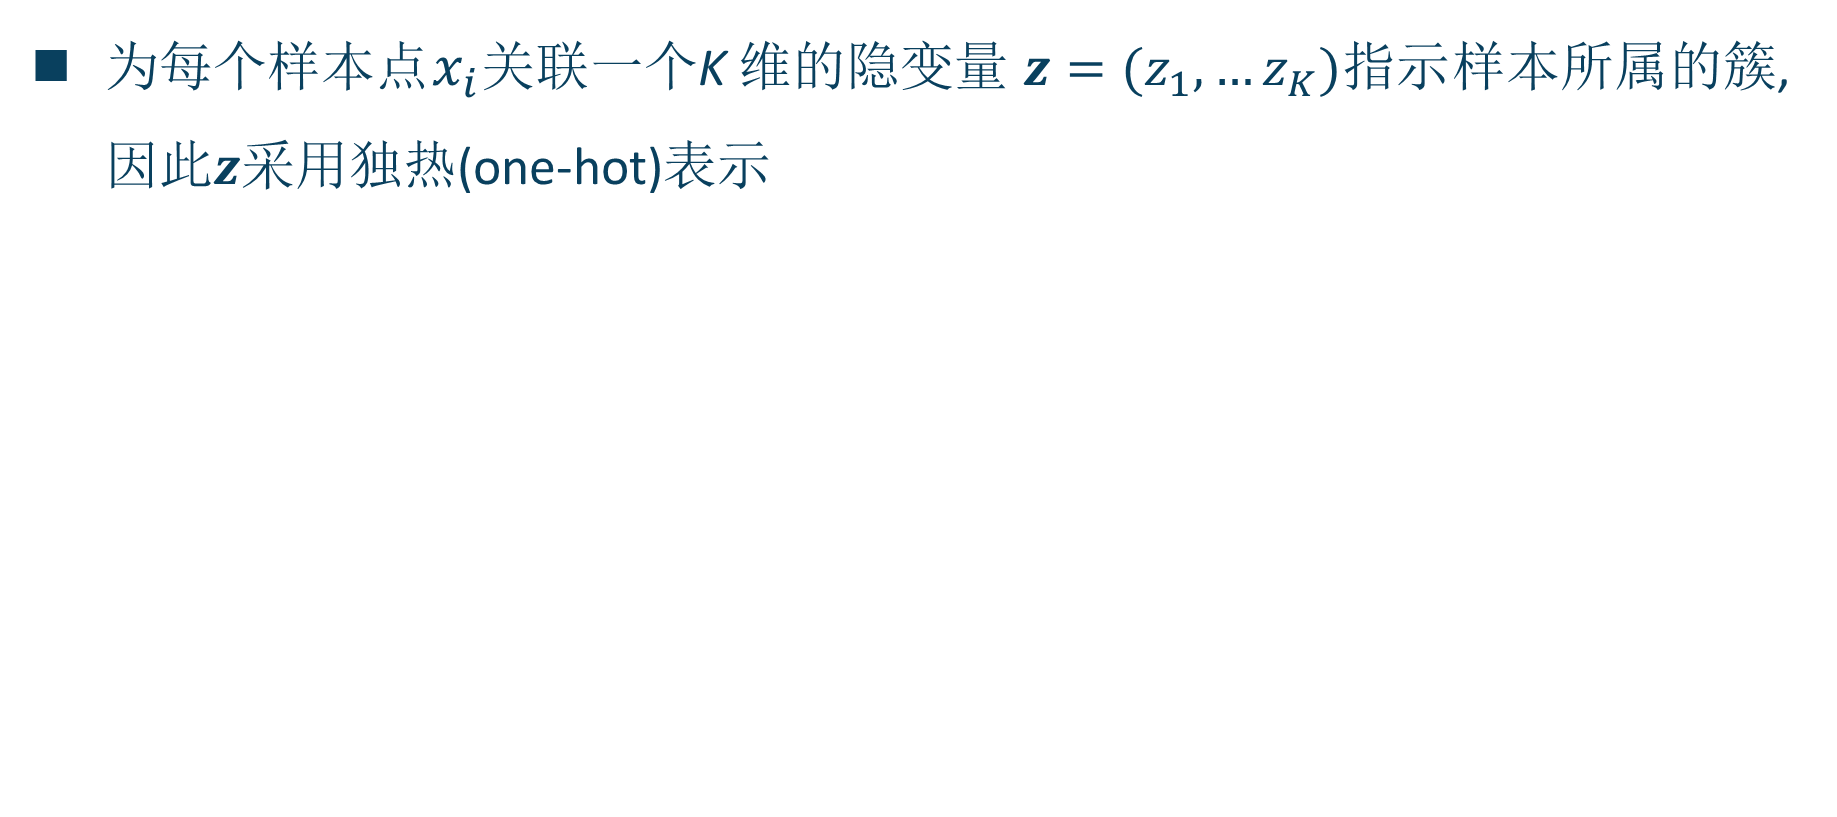 ■ 为每个样本点𝒙ᵢ关联一个K 维的隐变量 𝒛 = (z₁, … z_K)指示样本所属的簇,
因此𝒛采用独热(one-hot)表示